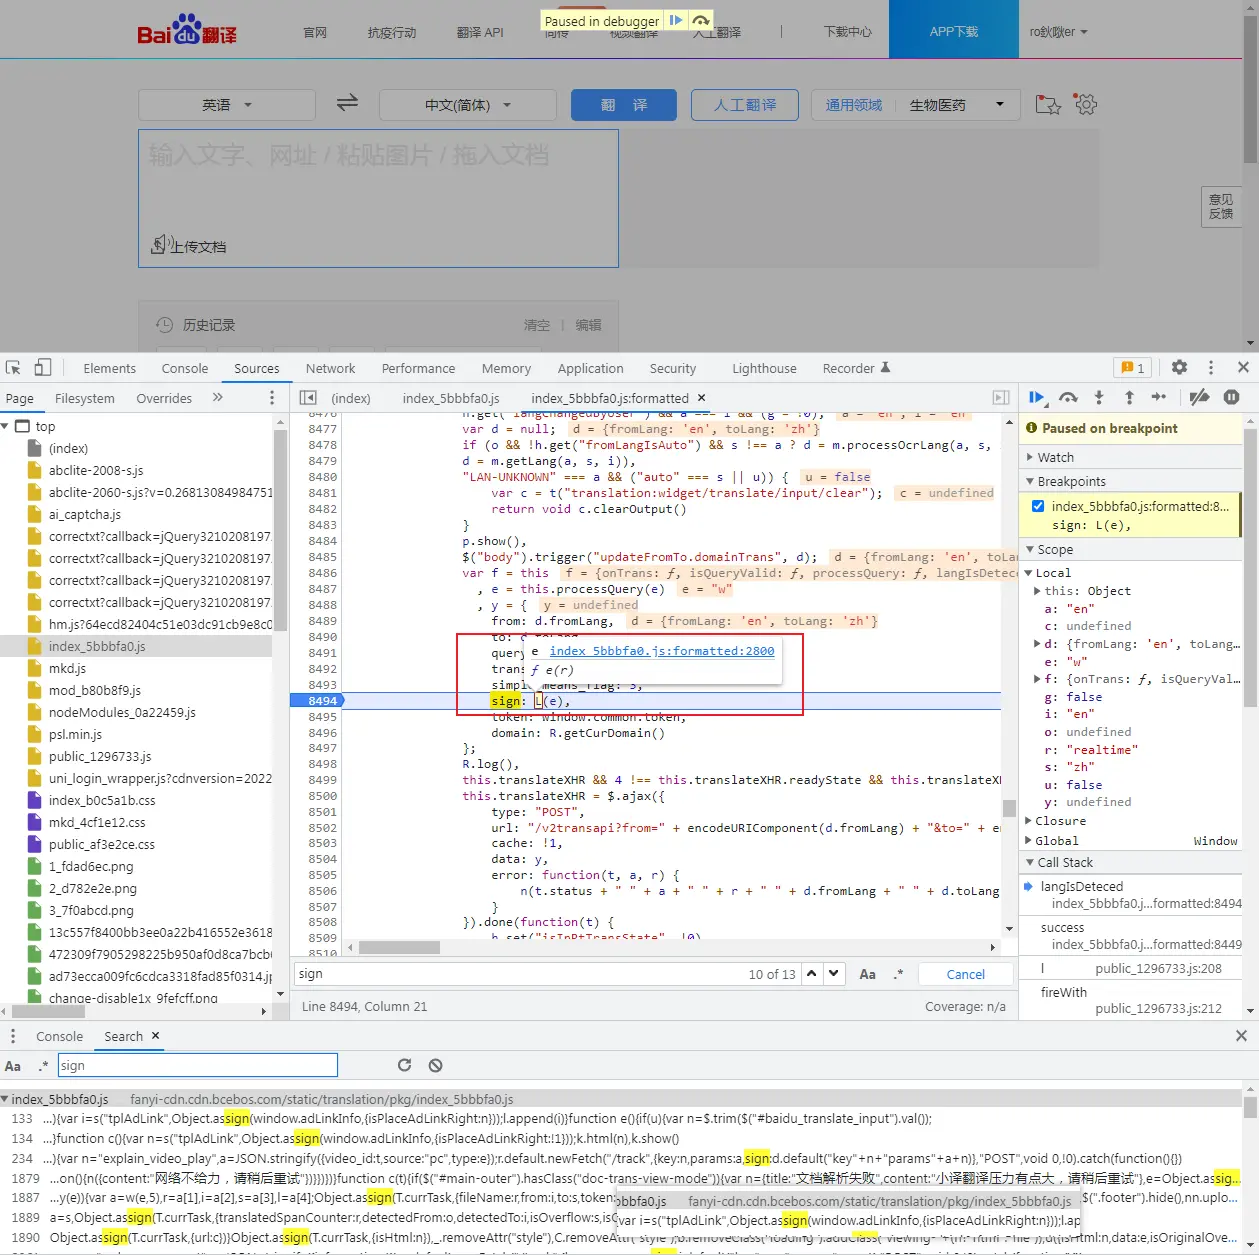 Paused in debugger
Baidu翻译
官网
抗疫行动
翻译 API
同传
视频翻译
人工翻译
下载中心
APP下载
英语
中文(简体)
翻 译
人工翻译
通用领域
生物医药
输入文字、网址 / 粘贴图片 / 拖入文档
上传文档
意见
反馈
历史记录
清空 | 编辑
Elements Console Sources Network Performance Memory Application Security Lighthouse Recorder 1
Page Filesystem Overrides »
(index) index_5bbbfa0.js index_5bbbfa0.js:formatted ×
top
(index)
abclite-2008-s.js
abclite-2060-s.js?v=0.26813084984751
ai_captcha.js
correctxt?callback=jQuery3210208197
correctxt?callback=jQuery3210208197
correctxt?callback=jQuery3210208197
correctxt?callback=jQuery3210208197
hm.js?64ecd82404c51e03dc91cb9e8c0
index_5bbbfa0.js
mkd.js
mod_b80b8f9.js
nodeModules_0a22459.js
psl.min.js
public_1296733.js
uni_login_wrapper.js?cdnversion=2022
index_b0c5a1b.css
mkd_4cf1e12.css
public_af3e2ce.css
1_fdad6ec.png
2_d782e2e.png
3_7f0abcd.png
13c557f8400bb3ee0a22b416552e3618
472309f7905298225b950af0d8ca7bcb
ad73ecca009fc6cdca3318fad85f0314.jp
change-disable1x_9fefcff.png
8476 n.get("langChangedByUser") && a === i && (g = !0); a = "en", i = "en"
8477 var d = null; d = {fromLang: 'en', toLang: 'zh'}
8478 if (o && !h.get("fromLangIsAuto") && s !== a ? d = m.processOcrLang(a, s,
8479 d = m.getLang(a, s, i)),
8480 "LAN-UNKNOWN" === a && ("auto" === s || u)) { u = false
8481 var c = t("translation:widget/translate/input/clear"); c = undefined
8482 return void c.clearOutput()
8483 }
8484 p.show(),
8485 $("body").trigger("updateFromTo.domainTrans", d); d = {fromLang: 'en', toLan
8486 var f = this f = {onTrans: ƒ, isQueryValid: ƒ, processQuery: ƒ, langIsDetec
8487 , e = this.processQuery(e) e = "w"
8488 , y = { y = undefined
8489 from: d.fromLang, d = {fromLang: 'en', toLang: 'zh'}
8490 to: d.toLang
8491 query
8492 trans
8493 simple_means_flag: 3,
8494 sign: L(e),
8495 token: window.common.token,
8496 domain: R.getCurDomain()
8497 };
8498 R.log(),
8499 this.translateXHR && 4 !== this.translateXHR.readyState && this.translateX
8500 this.translateXHR = $.ajax({
8501 type: "POST",
8502 url: "/v2transapi?from=" + encodeURIComponent(d.fromLang) + "&to=" + e
8503 cache: !1,
8504 data: y,
8505 error: function(t, a, r) {
8506 n(t.status + " " + a + " " + r + " " + d.fromLang + " " + d.toLang
8507 }
8508 }).done(function(t) {
8509 h.set("isInRtTransState", !0)
8510
e index_5bbbfa0.js:formatted:2800
ƒ e(r)
sign 10 of 13 Aa .* Cancel
Line 8494, Column 21 Coverage: n/a
Paused on breakpoint
Watch
Breakpoints
index_5bbbfa0.js:formatted:8...
sign: L(e),
Scope
Local
this: Object
a: "en"
c: undefined
d: {fromLang: 'en', toLang...
e: "w"
f: {onTrans: ƒ, isQueryVal...
g: false
i: "en"
o: undefined
r: "realtime"
s: "zh"
u: false
y: undefined
Closure
Global Window
Call Stack
langIsDeteced
index_5bbbfa0.j...formatted:8494
success
index_5bbbfa0.j...formatted:8449
l public_1296733.js:208
fireWith
public_1296733.js:212
Console Search ×
Aa .* sign
index_5bbbfa0.js fanyi-cdn.cdn.bcebos.com/static/translation/pkg/index_5bbbfa0.js
133 ...){var i=s("tplAdLink",Object.assign(window.adLinkInfo,{isPlaceAdLinkRight:n}));l.append(i)}function e(){if(u){var n=$.trim($("#baidu_translate_input").val());
134 ...}function c(){var n=s("tplAdLink",Object.assign(window.adLinkInfo,{isPlaceAdLinkRight:!1}));k.html(n),k.show()
234 ...){var n="explain_video_play",a=JSON.stringify({video_id:t,source:"pc",type:e});r.default.newFetch("/track",{key:n,params:a,sign:d.default("key"+n+"params"+a+n)},"POST",void 0,!0).catch(function(){})
1879 ...on(){n({content:"网络不给力，请稍后重试"})}})})}function c(t){if($("#main-outer").hasClass("doc-trans-view-mode")){var n={title:"文档解析失败",content:"小译翻译压力有点大，请稍后重试"},e=Object.assig...
1887 ...y(e)){var a=w(e,5),r=a[1],i=a[2],s=a[3],l=a[4];Object.assign(T.currTask,{fileName:r,from:i,to:s,token $(".footer").hide(),nn.uplo...
1889 a=s,Object.assign(T.currTask,{translatedSpanCounter:r,detectedFrom:o,detectedTo:i,isOverflow:s,isO
1890 Object.assign(T.currTask,{url:c})}Object.assign(T.currTask,{isHtml:n}),_.removeAttr("style"),C.removeAttr("style"),
bbbfa0.js fanyi-cdn.cdn.bcebos.com/static/translation/pkg/index_5bbbfa0.js
var i=s("tplAdLink",Object.assign(window.adLinkInfo,{isPlaceAdLinkRight:n}));l.ap